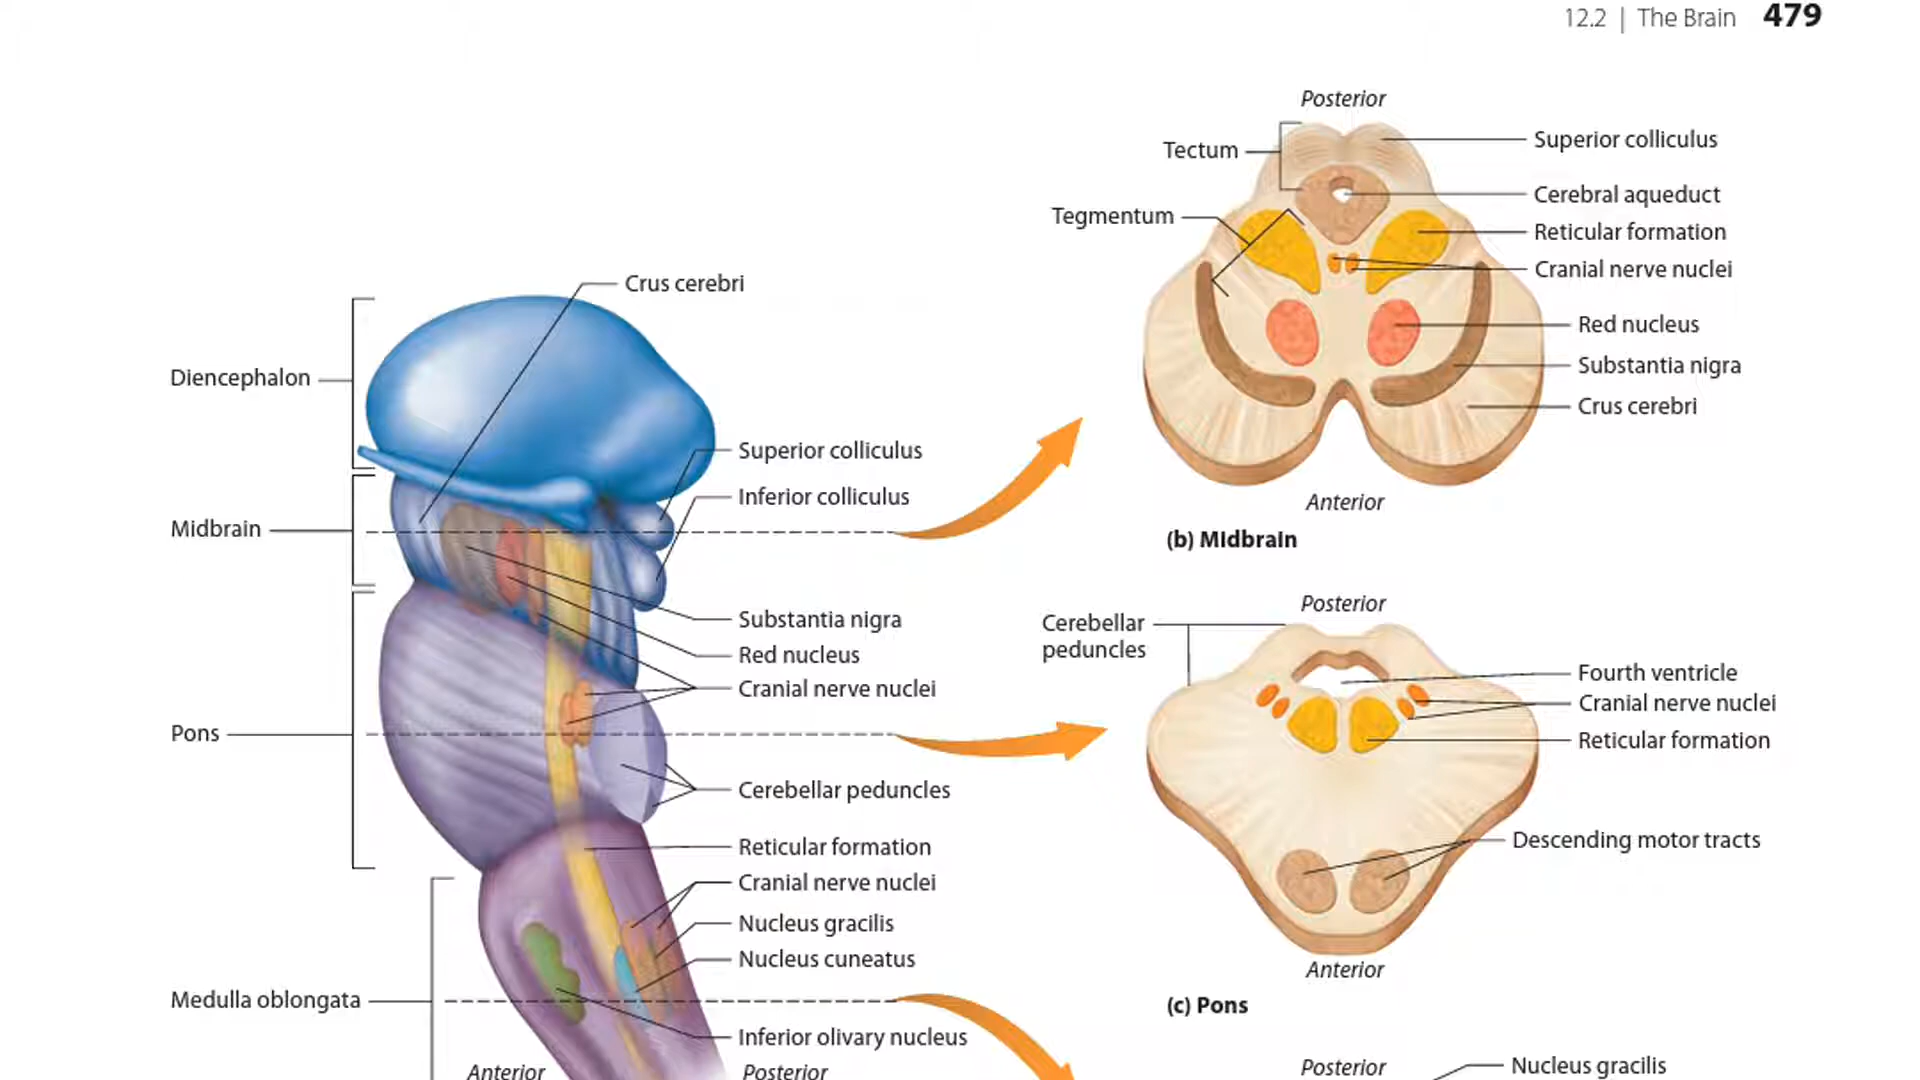 12.2 | The Brain 479
Crus cerebri
Diencephalon
Superior colliculus
Inferior colliculus
Midbrain
Substantia nigra
Red nucleus
Cranial nerve nuclei
Pons
Cerebellar peduncles
Reticular formation
Cranial nerve nuclei
Nucleus gracilis
Nucleus cuneatus
Medulla oblongata
Inferior olivary nucleus
Anterior
Posterior
Posterior
Tectum
Superior colliculus
Cerebral aqueduct
Tegmentum
Reticular formation
Cranial nerve nuclei
Red nucleus
Substantia nigra
Crus cerebri
Anterior
(b) Midbrain
Posterior
Cerebellar
peduncles
Fourth ventricle
Cranial nerve nuclei
Reticular formation
Descending motor tracts
Anterior
(c) Pons
Posterior
Nucleus gracilis